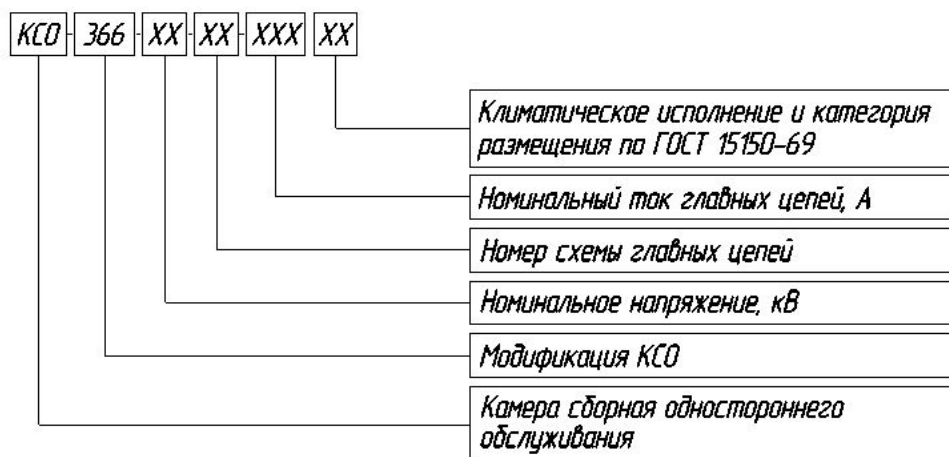 КСО-366-ХХ-ХХ-ХХХ ХХ
Климатическое исполнение и категория
размещения по ГОСТ 15150-69
Номинальный ток главных цепей, А
Номер схемы главных цепей
Номинальное напряжение, кВ
Модификация КСО
Камера сборная одностороннего
обслуживания